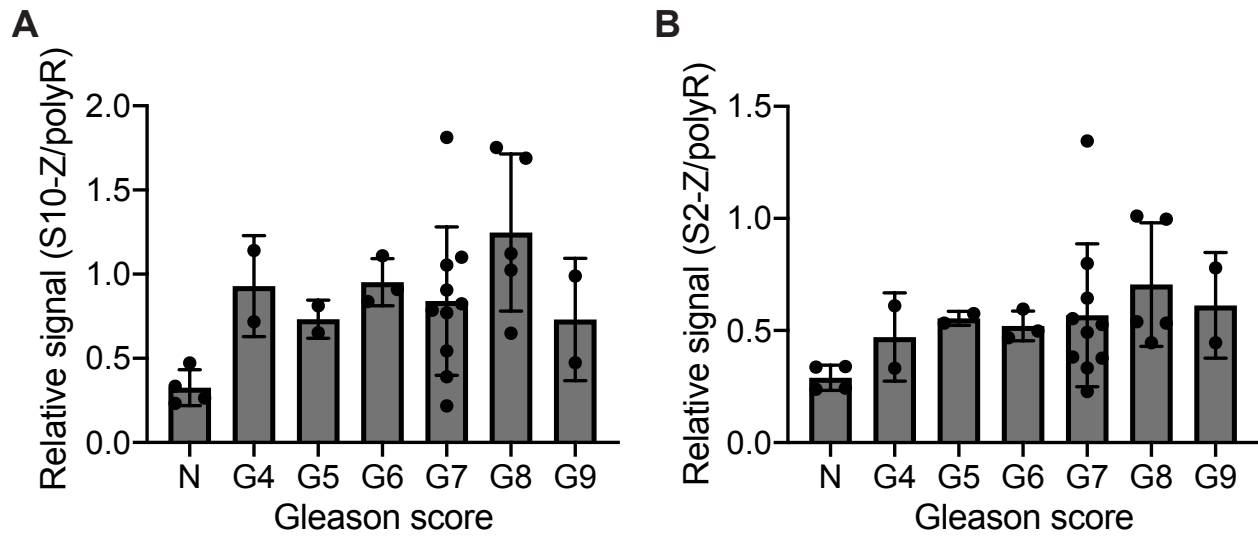 A
Relative signal (S10-Z/polyR)
2.0
1.5
1.0
0.5
0.0
N G4 G5 G6 G7 G8 G9
Gleason score
B
Relative signal (S2-Z/polyR)
1.5
1.0
0.5
0.0
N G4 G5 G6 G7 G8 G9
Gleason score